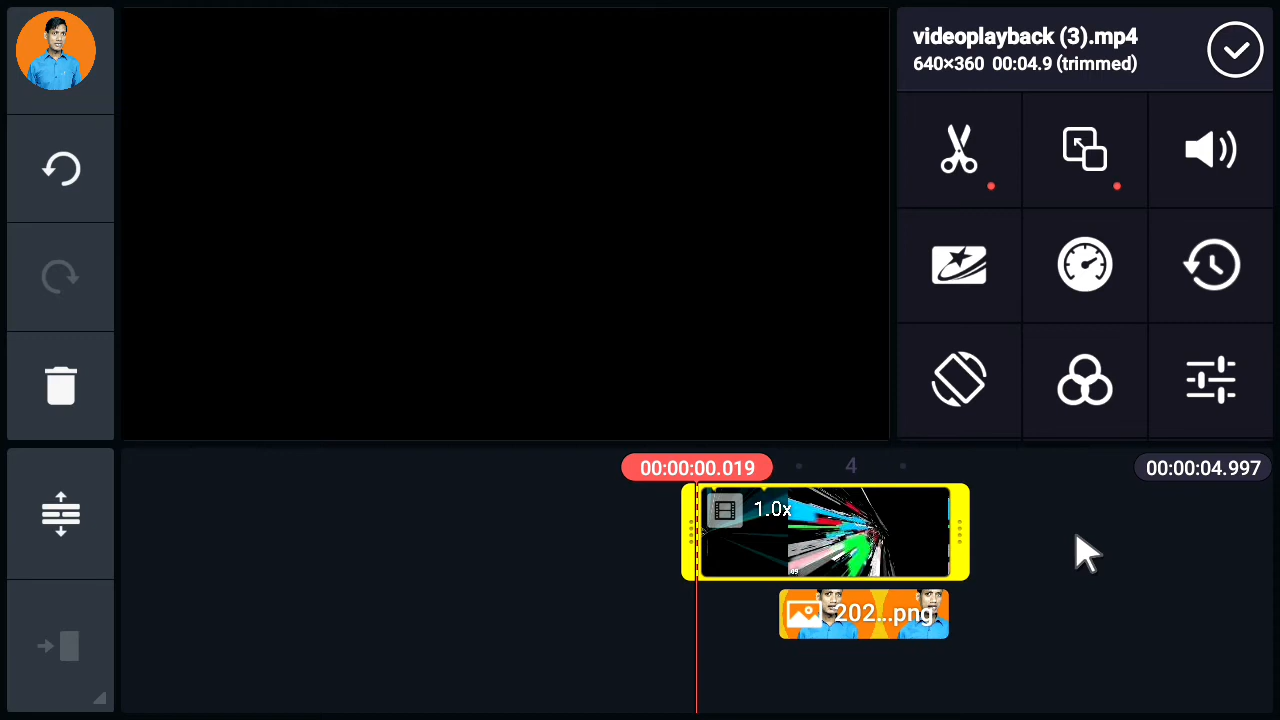 videoplayback (3).mp4
640×360 00:04.9 (trimmed)
00:00:00.019
4
00:00:04.997
1.0x
202...png